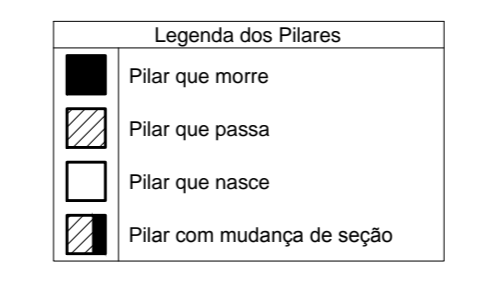 Legenda dos Pilares
Pilar que morre
Pilar que passa
Pilar que nasce
Pilar com mudança de seção